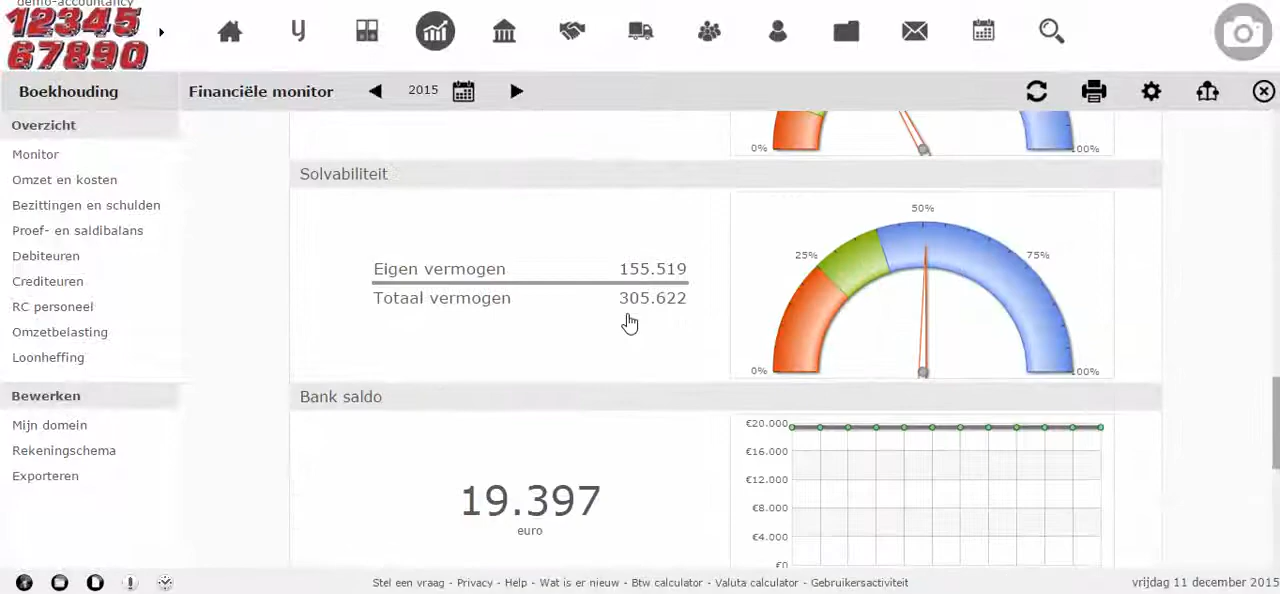 demo-accountancy
12345
67890
Boekhouding
Financiële monitor
2015
Overzicht
Monitor
Omzet en kosten
Bezittingen en schulden
Proef- en saldibalans
Debiteuren
Crediteuren
RC personeel
Omzetbelasting
Loonheffing
Bewerken
Mijn domein
Rekeningschema
Exporteren
0%
100%
Solvabiliteit
Eigen vermogen 155.519
Totaal vermogen 305.622
50%
25%
75%
0%
100%
Bank saldo
19.397
euro
€20.000
€16.000
€12.000
€8.000
€4.000
€0
Stel een vraag - Privacy - Help - Wat is er nieuw - Btw calculator - Valuta calculator - Gebruikersactiviteit
vrijdag 11 december 2015